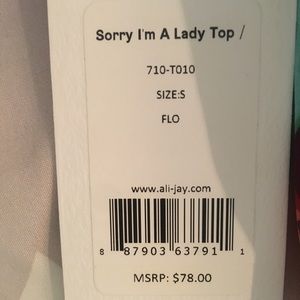 Sorry I'm A Lady Top /
710-T010
SIZE:S
FLO
www.ali-jay.com
8 87903 63791 1
MSRP: $78.00